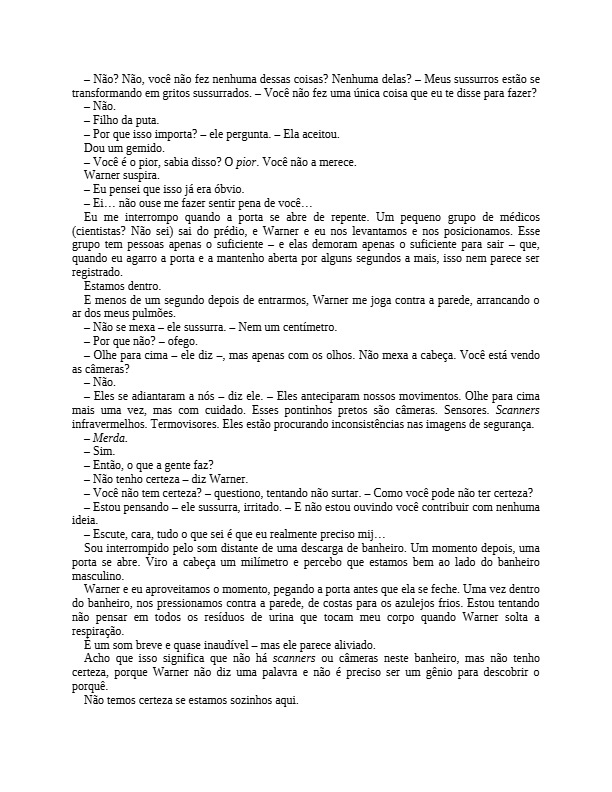 – Não? Não, você não fez nenhuma dessas coisas? Nenhuma delas? – Meus sussurros estão se
transformando em gritos sussurrados. – Você não fez uma única coisa que eu te disse para fazer?
– Não.
– Filho da puta.
– Por que isso importa? – ele pergunta. – Ela aceitou.
Dou um gemido.
– Você é o pior, sabia disso? O pior. Você não a merece.
Warner suspira.
– Eu pensei que isso já era óbvio.
– Ei… não ouse me fazer sentir pena de você…
Eu me interrompo quando a porta se abre de repente. Um pequeno grupo de médicos
(cientistas? Não sei) sai do prédio, e Warner e eu nos levantamos e nos posicionamos. Esse
grupo tem pessoas apenas o suficiente – e elas demoram apenas o suficiente para sair – que,
quando eu agarro a porta e a mantenho aberta por alguns segundos a mais, isso nem parece ser
registrado.
Estamos dentro.
E menos de um segundo depois de entrarmos, Warner me joga contra a parede, arrancando o
ar dos meus pulmões.
– Não se mexa – ele sussurra. – Nem um centímetro.
– Por que não? – ofego.
– Olhe para cima – ele diz –, mas apenas com os olhos. Não mexa a cabeça. Você está vendo
as câmeras?
– Não.
– Eles se adiantaram a nós – diz ele. – Eles anteciparam nossos movimentos. Olhe para cima
mais uma vez, mas com cuidado. Esses pontinhos pretos são câmeras. Sensores. Scanners
infravermelhos. Termovisores. Eles estão procurando inconsistências nas imagens de segurança.
– Merda.
– Sim.
– Então, o que a gente faz?
– Não tenho certeza – diz Warner.
– Você não tem certeza? – questiono, tentando não surtar. – Como você pode não ter certeza?
– Estou pensando – ele sussurra, irritado. – E não estou ouvindo você contribuir com nenhuma
ideia.
– Escute, cara, tudo o que sei é que eu realmente preciso mij…
Sou interrompido pelo som distante de uma descarga de banheiro. Um momento depois, uma
porta se abre. Viro a cabeça um milímetro e percebo que estamos bem ao lado do banheiro
masculino.
Warner e eu aproveitamos o momento, pegando a porta antes que ela se feche. Uma vez dentro
do banheiro, nos pressionamos contra a parede, de costas para os azulejos frios. Estou tentando
não pensar em todos os resíduos de urina que tocam meu corpo quando Warner solta a
respiração.
É um som breve e quase inaudível – mas ele parece aliviado.
Acho que isso significa que não há scanners ou câmeras neste banheiro, mas não tenho
certeza, porque Warner não diz uma palavra e não é preciso ser um gênio para descobrir o
porquê.
Não temos certeza se estamos sozinhos aqui.